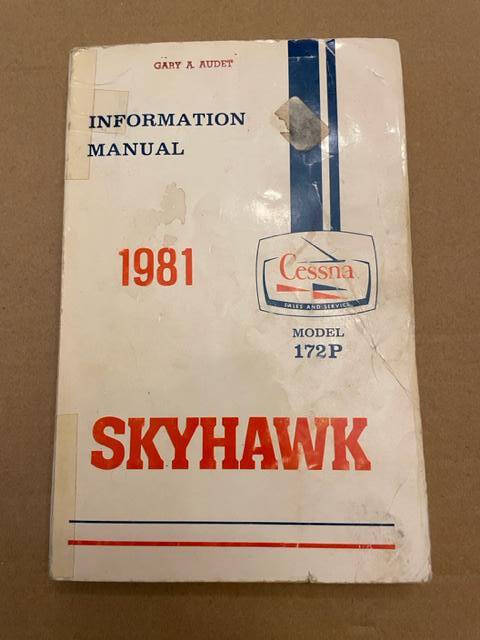 GARY A. AUDET
INFORMATION
MANUAL
1981
Cessna
SALES AND SERVICE
MODEL
172P
SKYHAWK